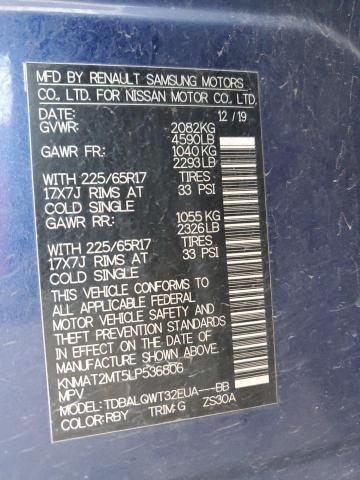 MFD BY RENAULT SAMSUNG MOTORS
CO., LTD. FOR NISSAN MOTOR CO., LTD.
DATE: 12 / 19
GVWR: 2082KG
4590LB
GAWR FR: 1040 KG
2293LB
WITH 225/65R17 TIRES
17X7J RIMS AT 33 PSI
COLD SINGLE
GAWR RR: 1055 KG
2326LB
WITH 225/65R17 TIRES
17X7J RIMS AT 33 PSI
COLD SINGLE
THIS VEHICLE CONFORMS TO
ALL APPLICABLE FEDERAL
MOTOR VEHICLE SAFETY AND
THEFT PREVENTION STANDARDS
IN EFFECT ON THE DATE OF
MANUFACTURE SHOWN ABOVE.
KNMAT2MT5LP536806
MPV
MODEL: TDBALGWT32EUA---BB
COLOR:RBY TRIM:G ZS30A